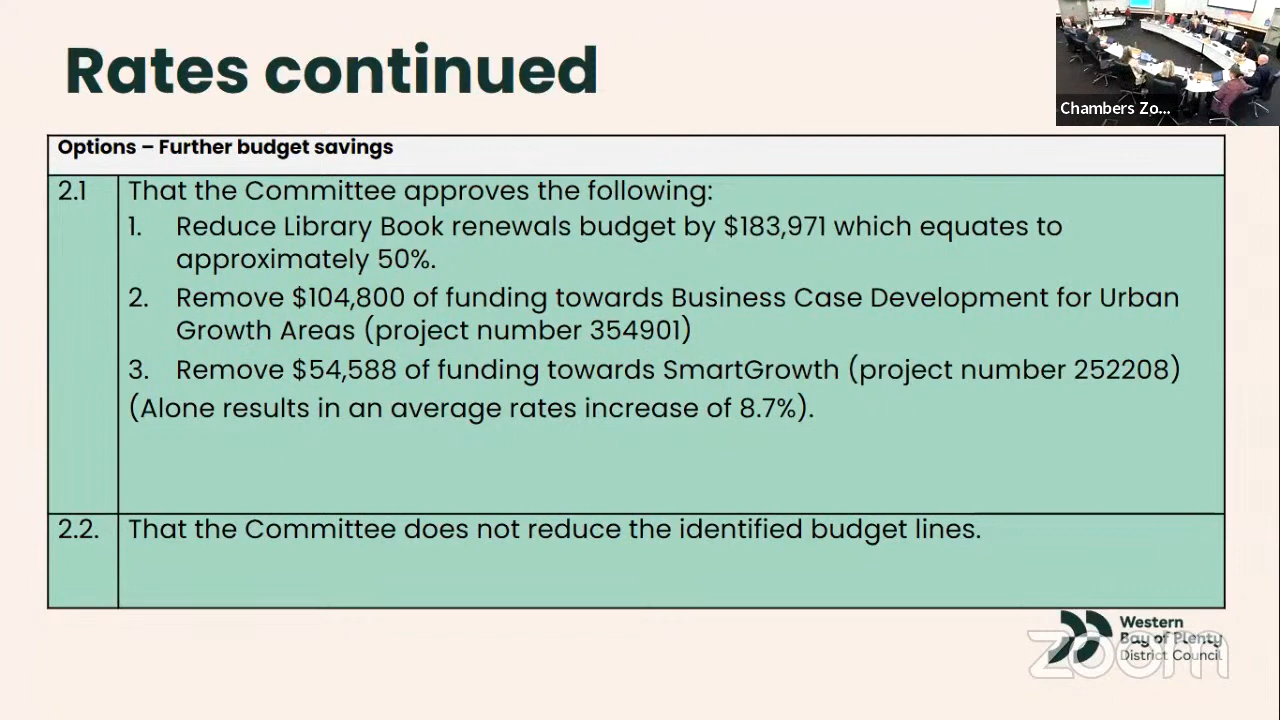 Rates continued
Chambers Zo...
Options – Further budget savings
2.1 That the Committee approves the following:
1. Reduce Library Book renewals budget by $183,971 which equates to
approximately 50%.
2. Remove $104,800 of funding towards Business Case Development for Urban
Growth Areas (project number 354901)
3. Remove $54,588 of funding towards SmartGrowth (project number 252208)
(Alone results in an average rates increase of 8.7%).
2.2. That the Committee does not reduce the identified budget lines.
Western
Bay of Plenty
District Council
zoom